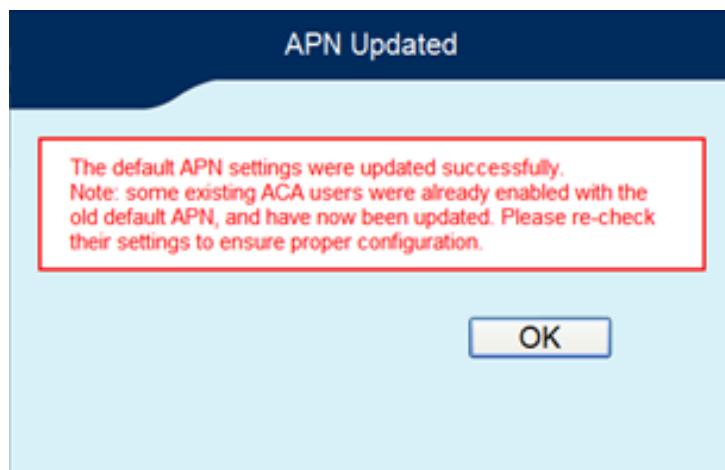 APN Updated
The default APN settings were updated successfully.
Note: some existing ACA users were already enabled with the
old default APN, and have now been updated. Please re-check
their settings to ensure proper configuration.
OK